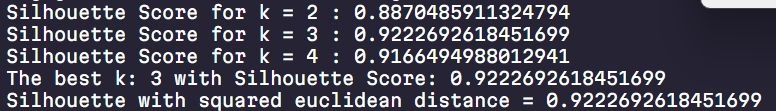 Silhouette Score for k = 2 : 0.8870485911324794
Silhouette Score for k = 3 : 0.9222692618451699
Silhouette Score for k = 4 : 0.9166494988012941
The best k: 3 with Silhouette Score: 0.9222692618451699
Silhouette with squared euclidean distance = 0.9222692618451699